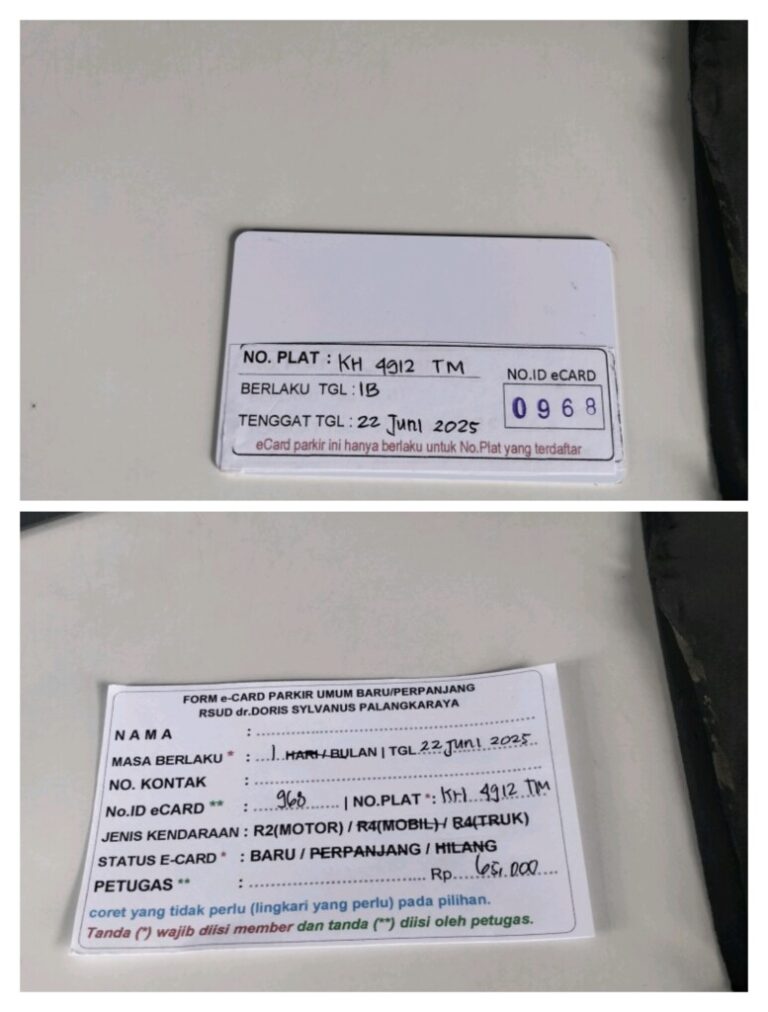 NO. PLAT : KH 4912 TM
BERLAKU TGL : 1B
TENGGAT TGL : 22 Juni 2025
NO.ID eCARD
0968
eCard parkir ini hanya berlaku untuk No.Plat yang terdaftar
FORM e-CARD PARKIR UMUM BARU/PERPANJANG
RSUD dr.DORIS SYLVANUS PALANGKARAYA
NAMA : ..........
MASA BERLAKU * : ...1 HARI / BULAN | TGL 22 Juni 2025
NO. KONTAK : ..........
No.ID eCARD ** : ....968.... | NO.PLAT *: KH 4912 TM
JENIS KENDARAAN : R2(MOTOR) / R4(MOBIL) / R4(TRUK)
STATUS E-CARD * : BARU / PERPANJANG / HILANG
PETUGAS ** : .......... Rp 65.000
coret yang tidak perlu (lingkari yang perlu) pada pilihan.
Tanda (*) wajib diisi member dan tanda (**) diisi oleh petugas.